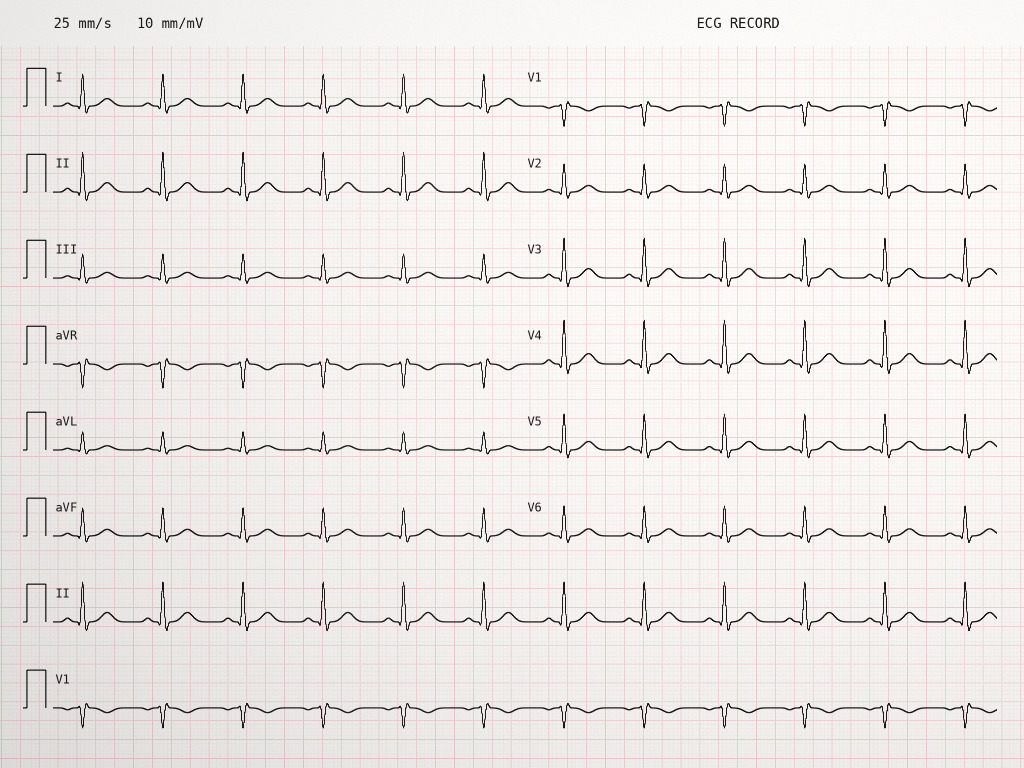 25 mm/s   10 mm/mV   ECG RECORD
I   V1
II   V2
III   V3
aVR   V4
aVL   V5
aVF   V6
II
V1